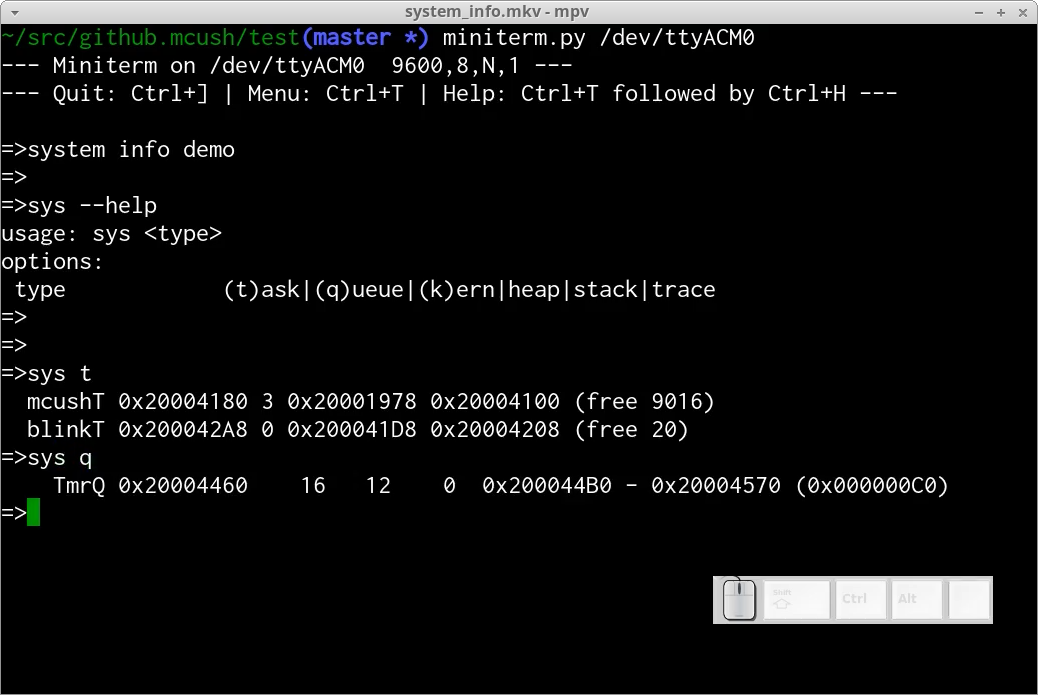 system_info.mkv - mpv
~/src/github.mcush/test(master *) miniterm.py /dev/ttyACM0
--- Miniterm on /dev/ttyACM0  9600,8,N,1 ---
--- Quit: Ctrl+] | Menu: Ctrl+T | Help: Ctrl+T followed by Ctrl+H ---
=>system info demo
=>
=>sys --help
usage: sys <type>
options:
 type            (t)ask|(q)ueue|(k)ern|heap|stack|trace
=>
=>
=>sys t
  mcushT 0x20004180 3 0x20001978 0x20004100 (free 9016)
  blinkT 0x200042A8 0 0x200041D8 0x20004208 (free 20)
=>sys q
    TmrQ 0x20004460    16   12    0  0x200044B0 - 0x20004570 (0x000000C0)
=>
Shift
Ctrl
Alt